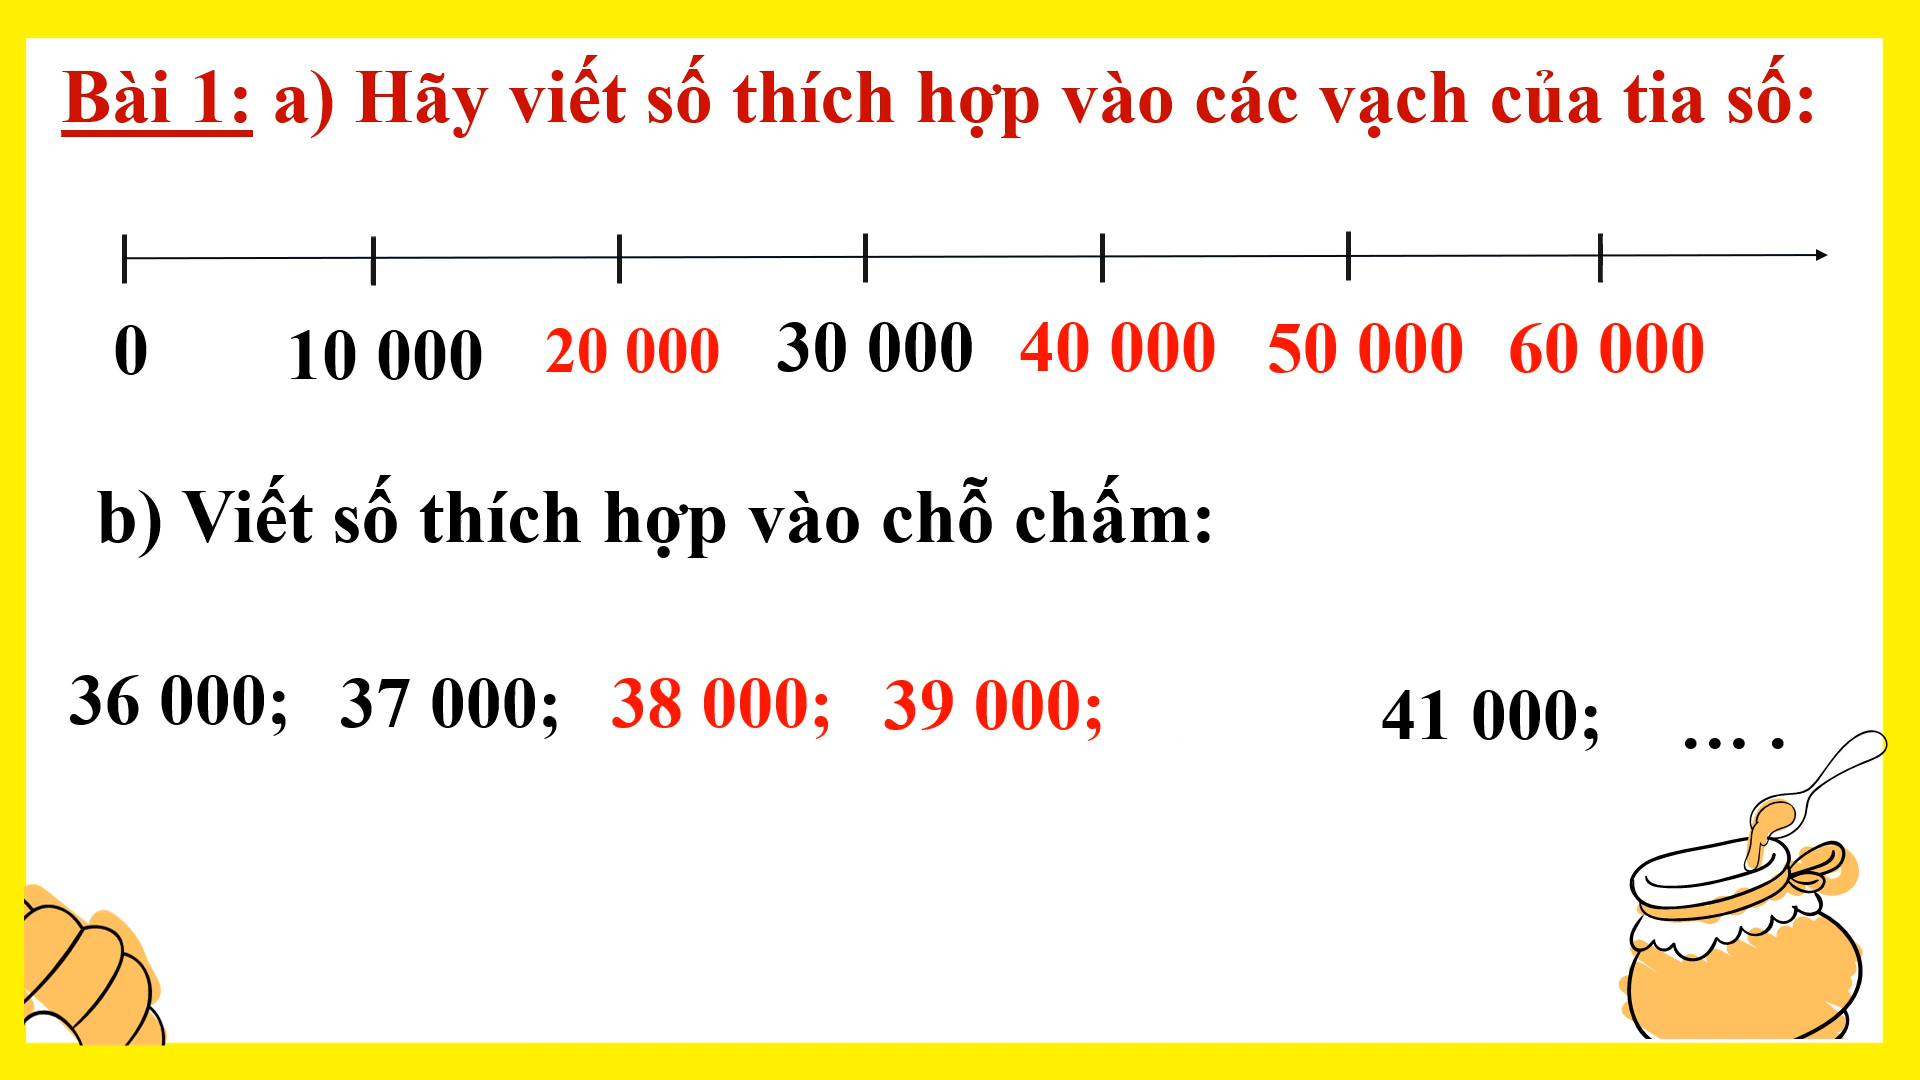 Bài 1: a) Hãy viết số thích hợp vào các vạch của tia số:
0 10 000 20 000 30 000 40 000 50 000 60 000
b) Viết số thích hợp vào chỗ chấm:
36 000; 37 000; 38 000; 39 000; 41 000; … .